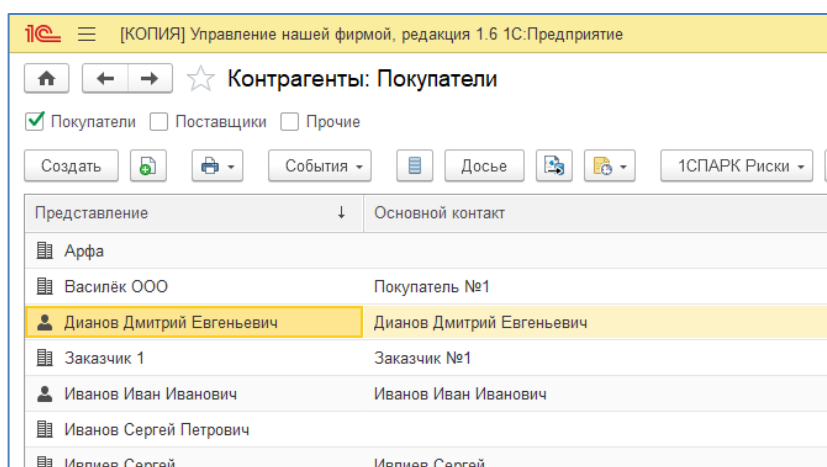 1С [КОПИЯ] Управление нашей фирмой, редакция 1.6 1С:Предприятие
Контрагенты: Покупатели
Покупатели Поставщики Прочие
Создать События Досье 1СПАРК Риски
Представление ↓ Основной контакт
Арфа
Василёк ООО Покупатель №1
Дианов Дмитрий Евгеньевич Дианов Дмитрий Евгеньевич
Заказчик 1 Заказчик №1
Иванов Иван Иванович Иванов Иван Иванович
Иванов Сергей Петрович
Сергей Сергей